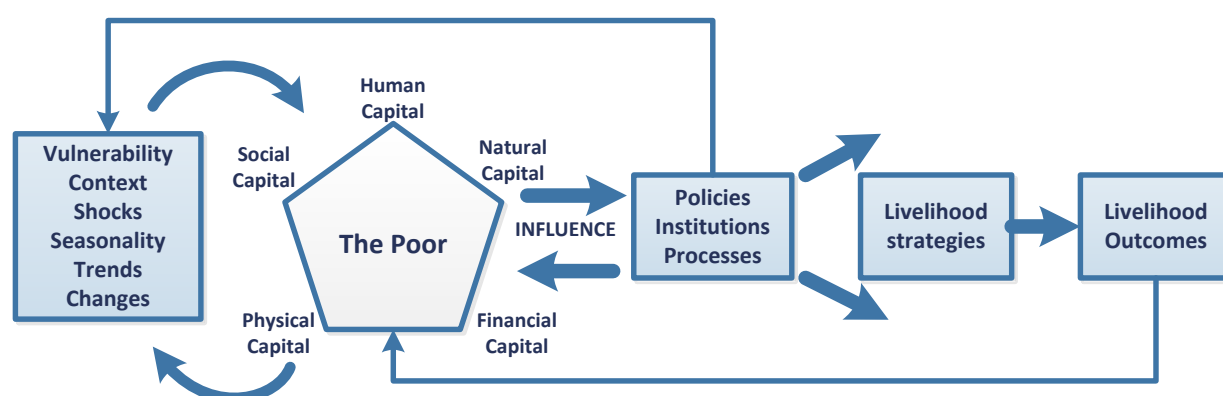 Vulnerability
Context
Shocks
Seasonality
Trends
Changes
Human
Capital
Social
Capital
Natural
Capital
The Poor
Physical
Capital
Financial
Capital
INFLUENCE
Policies
Institutions
Processes
Livelihood
strategies
Livelihood
Outcomes